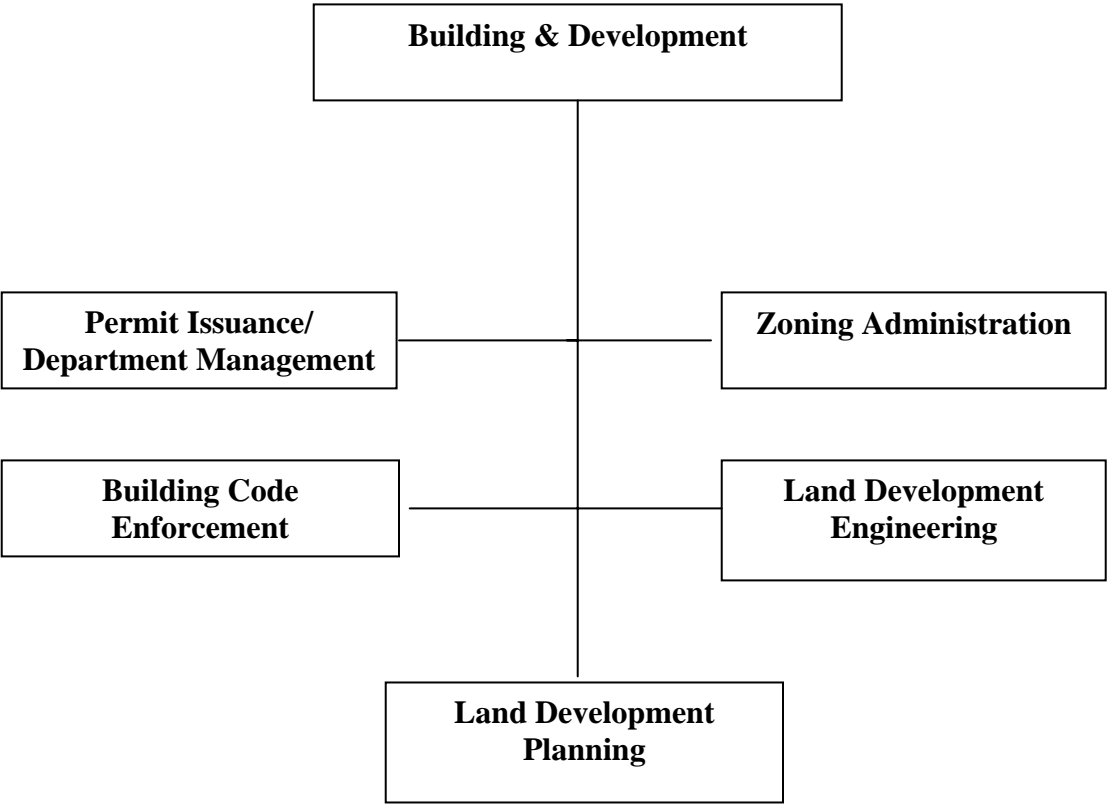 Building & Development
Permit Issuance/
Department Management
Zoning Administration
Building Code
Enforcement
Land Development
Engineering
Land Development
Planning